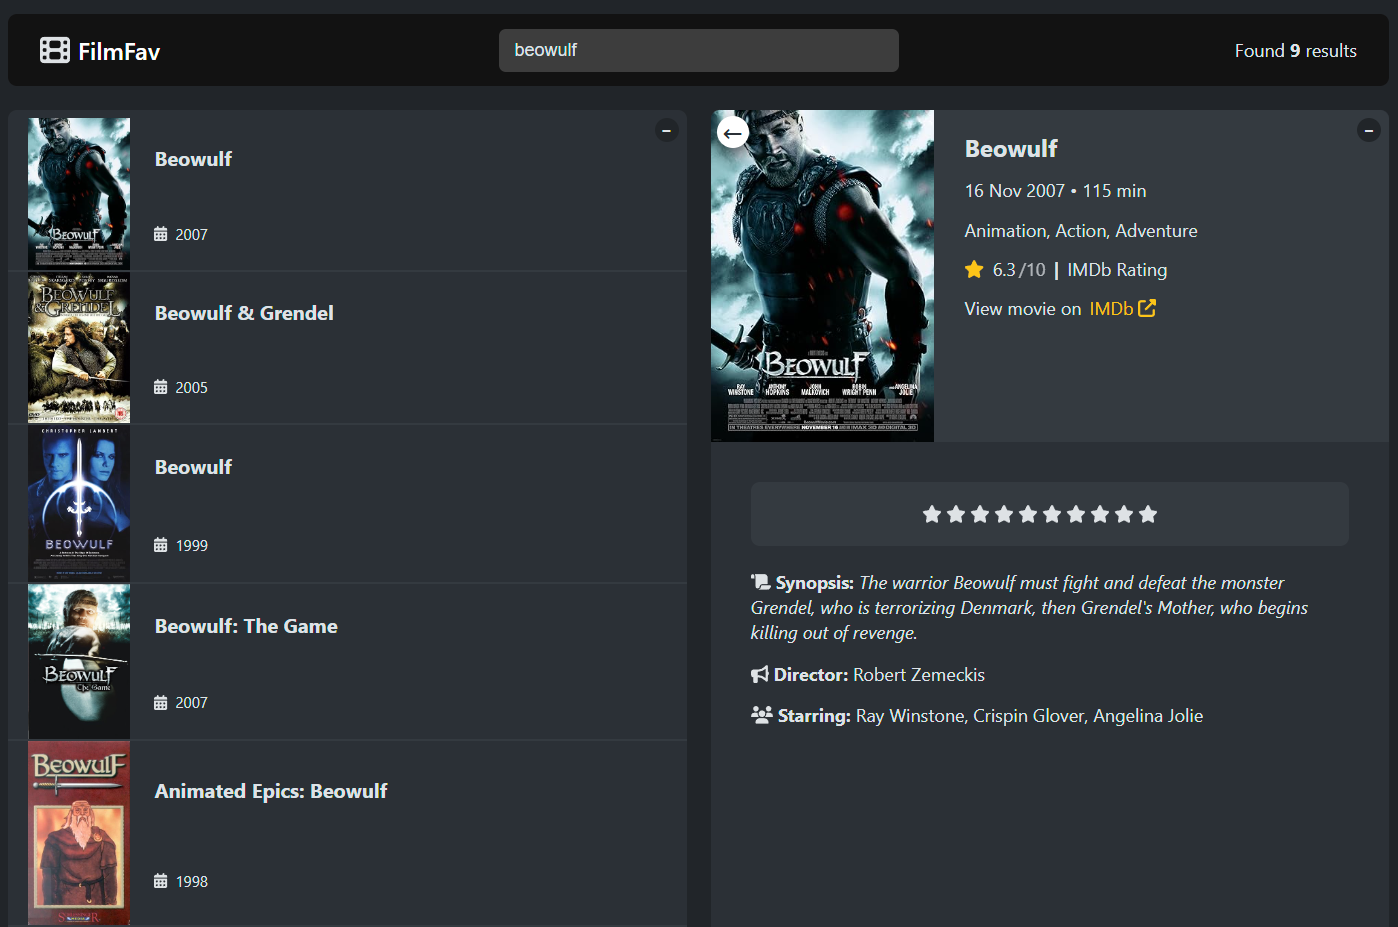 FilmFav
beowulf
Found 9 results
Beowulf
2007
BEOWULF
Beowulf & Grendel
2005
BEOWULF
& GRENDEL
Beowulf
1999
CHRISTOPHER LAMBERT
BEOWULF
Beowulf: The Game
2007
BEOWULF
The Game
Animated Epics: Beowulf
1998
BEOWULF
Beowulf
16 Nov 2007 • 115 min
Animation, Action, Adventure
6.3/10 | IMDb Rating
View movie on IMDb
BEOWULF
RAY WINSTONE ANTHONY HOPKINS JOHN MALKOVICH ROBIN WRIGHT PENN AND ANGELINA JOLIE
IN THEATRES EVERYWHERE NOVEMBER 16
Synopsis: The warrior Beowulf must fight and defeat the monster
Grendel, who is terrorizing Denmark, then Grendel's Mother, who begins
killing out of revenge.
Director: Robert Zemeckis
Starring: Ray Winstone, Crispin Glover, Angelina Jolie